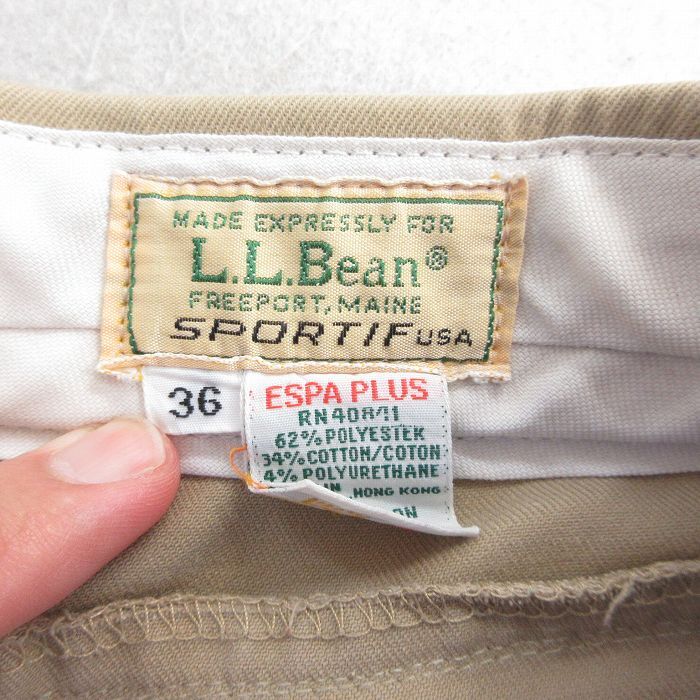 MADE EXPRESSLY FOR
L.L.Bean®
FREEPORT, MAINE
SPORTIF USA
36
ESPA PLUS
62% POLYESTER
34% COTTON/COTON
4% POLYURETHANE
IN HONG KONG